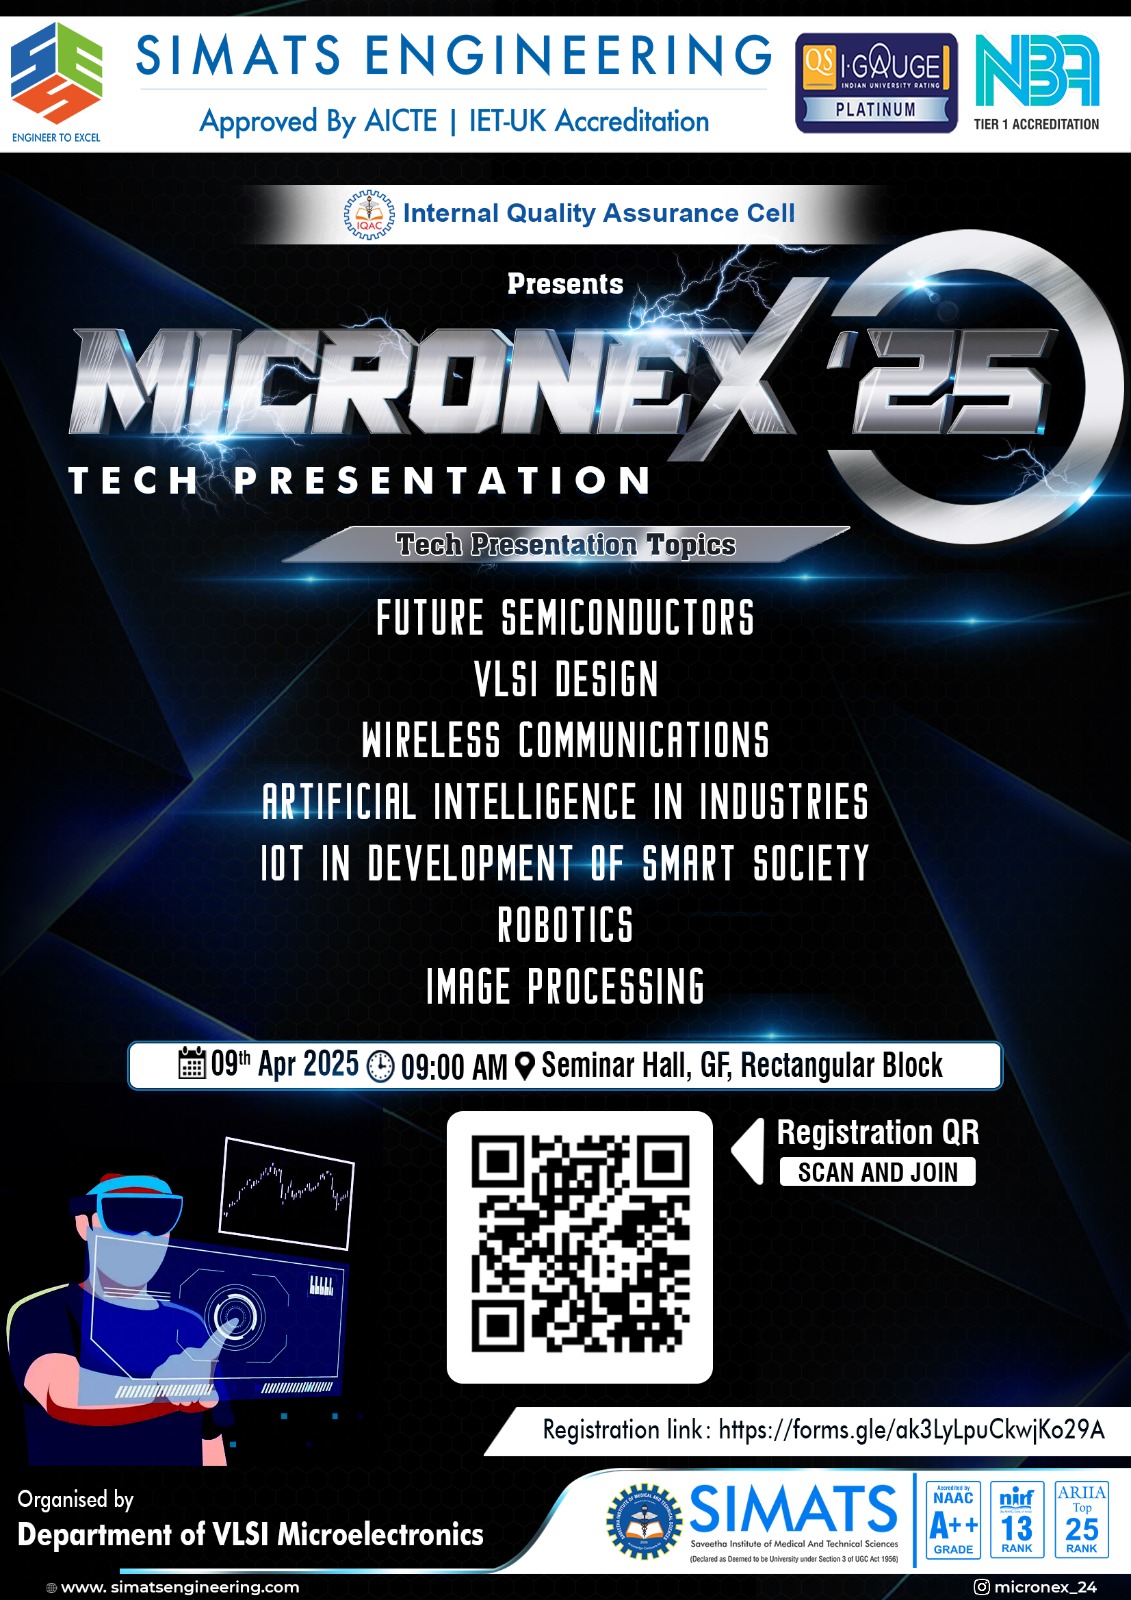 SIMATS ENGINEERING
Approved By AICTE | IET-UK Accreditation
SES
ENGINEER TO EXCEL
QS I·GAUGE
INDIAN UNIVERSITY RATING
PLATINUM
NBA
TIER 1 ACCREDITATION
IQAC
Internal Quality Assurance Cell
Presents
MICRONEX '25
TECH PRESENTATION
Tech Presentation Topics
FUTURE SEMICONDUCTORS
VLSI DESIGN
WIRELESS COMMUNICATIONS
ARTIFICIAL INTELLIGENCE IN INDUSTRIES
IOT IN DEVELOPMENT OF SMART SOCIETY
ROBOTICS
IMAGE PROCESSING
09th Apr 2025 09:00 AM Seminar Hall, GF, Rectangular Block
Registration QR
SCAN AND JOIN
Registration link: https://forms.gle/ak3LyLpuCkwjKo29A
Organised by
Department of VLSI Microelectronics
SIMATS
Saveetha Institute of Medical And Technical Sciences
(Declared as Deemed to be University under Section 3 of UGC Act 1956)
Accredited by
NAAC
A++
GRADE
nirf
13
RANK
ARIIA
Top
25
RANK
www. simatsengineering.com
micronex_24